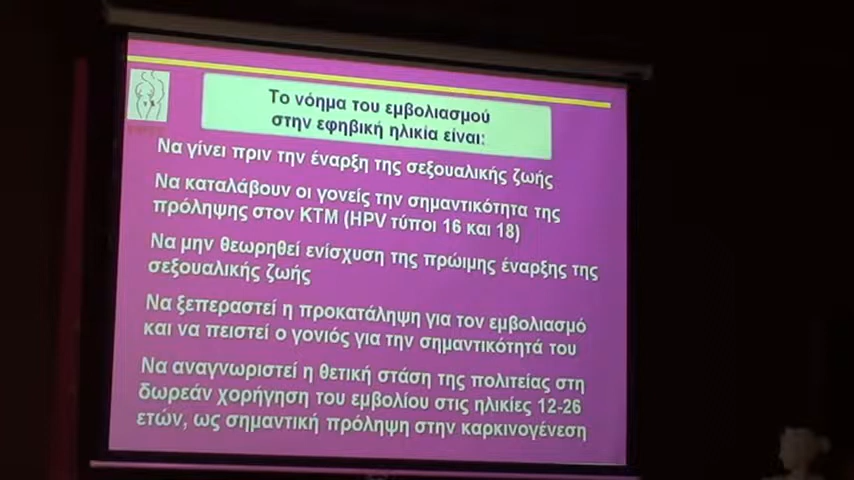 Το νόημα του εμβολιασμού
στην εφηβική ηλικία είναι:
Να γίνει πριν την έναρξη της σεξουαλικής ζωής
Να καταλάβουν οι γονείς την σημαντικότητα της
πρόληψης στον ΚΤΜ (HPV τύποι 16 και 18)
Να μην θεωρηθεί ενίσχυση της πρώιμης έναρξης της
σεξουαλικής ζωής
Να ξεπεραστεί η προκατάληψη για τον εμβολιασμό
και να πειστεί ο γονιός για την σημαντικότητά του
Να αναγνωριστεί η θετική στάση της πολιτείας στη
δωρεάν χορήγηση του εμβολίου στις ηλικίες 12-26
ετών, ως σημαντική πρόληψη στην καρκινογένεση